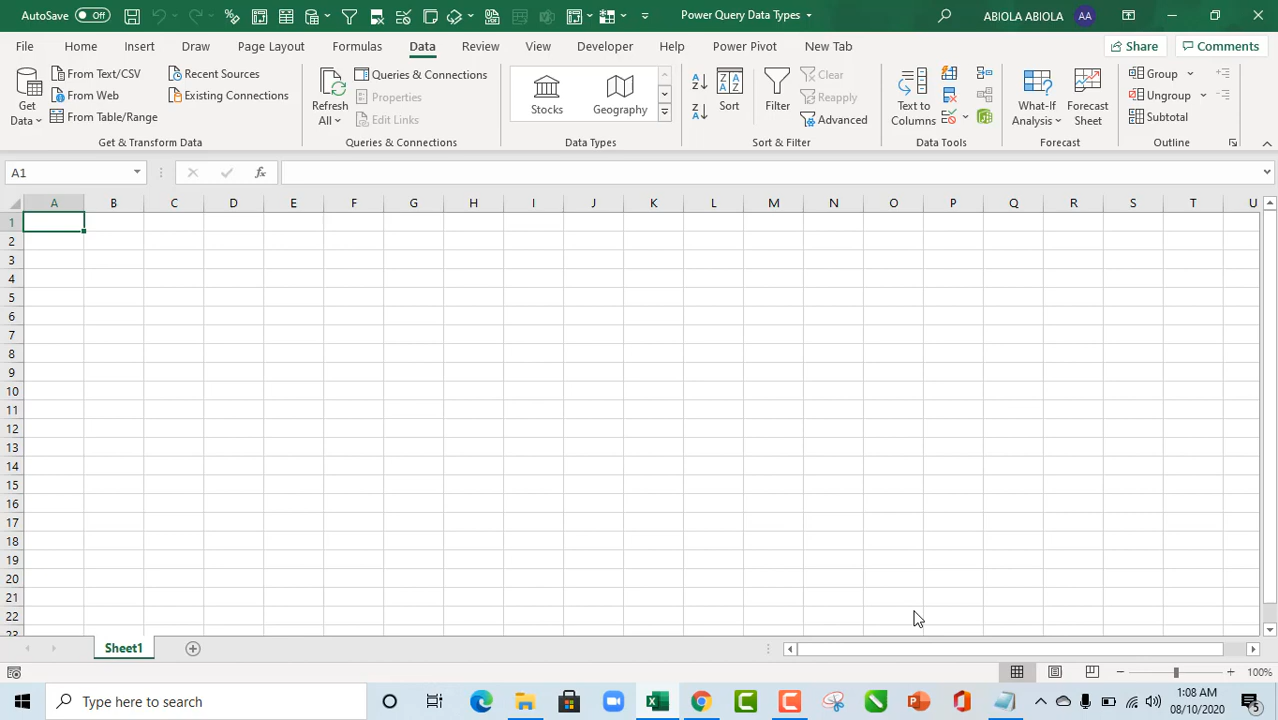 AutoSave Off Power Query Data Types ABIOLA ABIOLA AA
File Home Insert Draw Page Layout Formulas Data Review View Developer Help Power Pivot New Tab Share Comments
Get Data From Text/CSV From Web From Table/Range Recent Sources Existing Connections
Refresh All Queries & Connections Properties Edit Links
Stocks Geography
Sort Filter Clear Reapply Advanced
Text to Columns
What-If Analysis Forecast Sheet
Group Ungroup Subtotal
Get & Transform Data Queries & Connections Data Types Sort & Filter Data Tools Forecast Outline
A1 fx
A B C D E F G H I J K L M N O P Q R S T U
1
2
3
4
5
6
7
8
9
10
11
12
13
14
15
16
17
18
19
20
21
22
23
Sheet1
100%
Type here to search
1:08 AM
08/10/2020
5